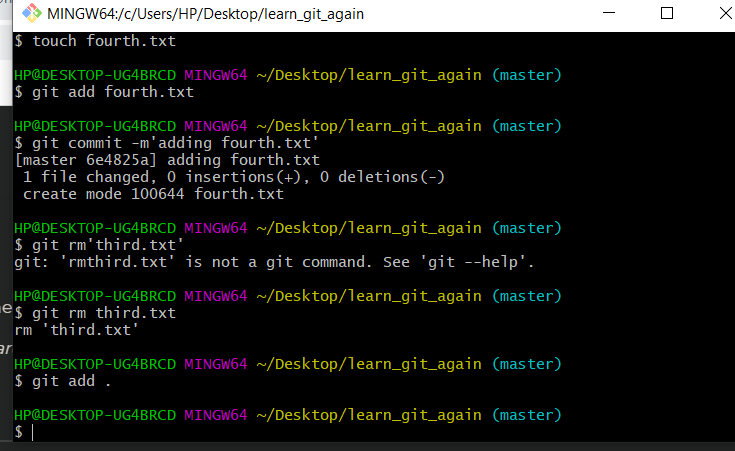 MINGW64:/c/Users/HP/Desktop/learn_git_again
$ touch fourth.txt
HP@DESKTOP-UG4BRCD MINGW64 ~/Desktop/learn_git_again (master)
$ git add fourth.txt
HP@DESKTOP-UG4BRCD MINGW64 ~/Desktop/learn_git_again (master)
$ git commit -m'adding fourth.txt'
[master 6e4825a] adding fourth.txt
1 file changed, 0 insertions(+), 0 deletions(-)
create mode 100644 fourth.txt
HP@DESKTOP-UG4BRCD MINGW64 ~/Desktop/learn_git_again (master)
$ git rm'third.txt'
git: 'rmthird.txt' is not a git command. See 'git --help'.
HP@DESKTOP-UG4BRCD MINGW64 ~/Desktop/learn_git_again (master)
$ git rm third.txt
rm 'third.txt'
HP@DESKTOP-UG4BRCD MINGW64 ~/Desktop/learn_git_again (master)
$ git add .
HP@DESKTOP-UG4BRCD MINGW64 ~/Desktop/learn_git_again (master)
$